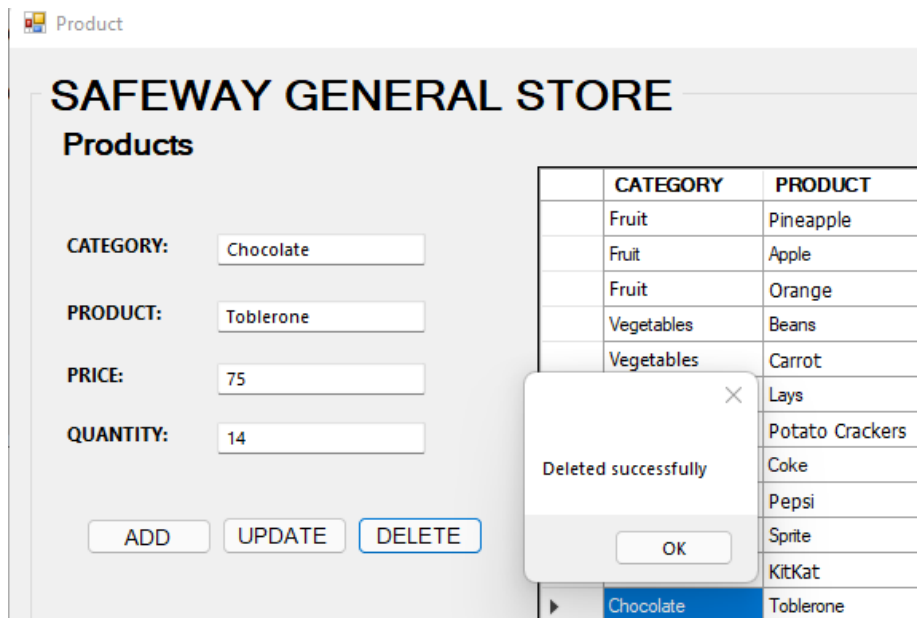 Product
SAFEWAY GENERAL STORE
Products
CATEGORY: Chocolate
PRODUCT: Toblerone
PRICE: 75
QUANTITY: 14
ADD UPDATE DELETE
CATEGORY PRODUCT
Fruit Pineapple
Fruit Apple
Fruit Orange
Vegetables Beans
Vegetables Carrot
Lays
Potato Crackers
Coke
Pepsi
Sprite
KitKat
Chocolate Toblerone
Deleted successfully
OK